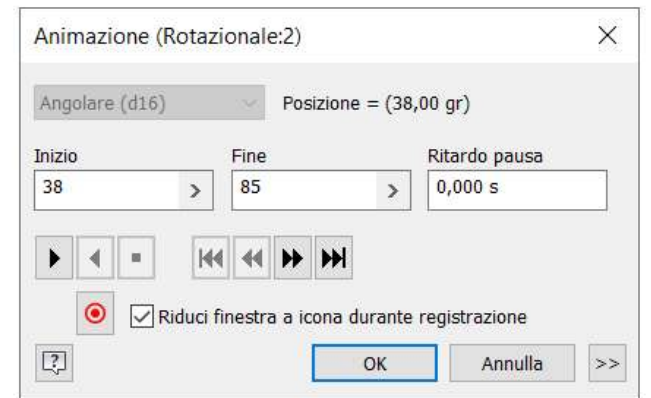 Animazione (Rotazionale:2)
Angolare (d16) Posizione = (38,00 gr)
Inizio Fine Ritardo pausa
38 > 85 > 0,000 s
Riduci finestra a icona durante registrazione
? OK Annulla >>